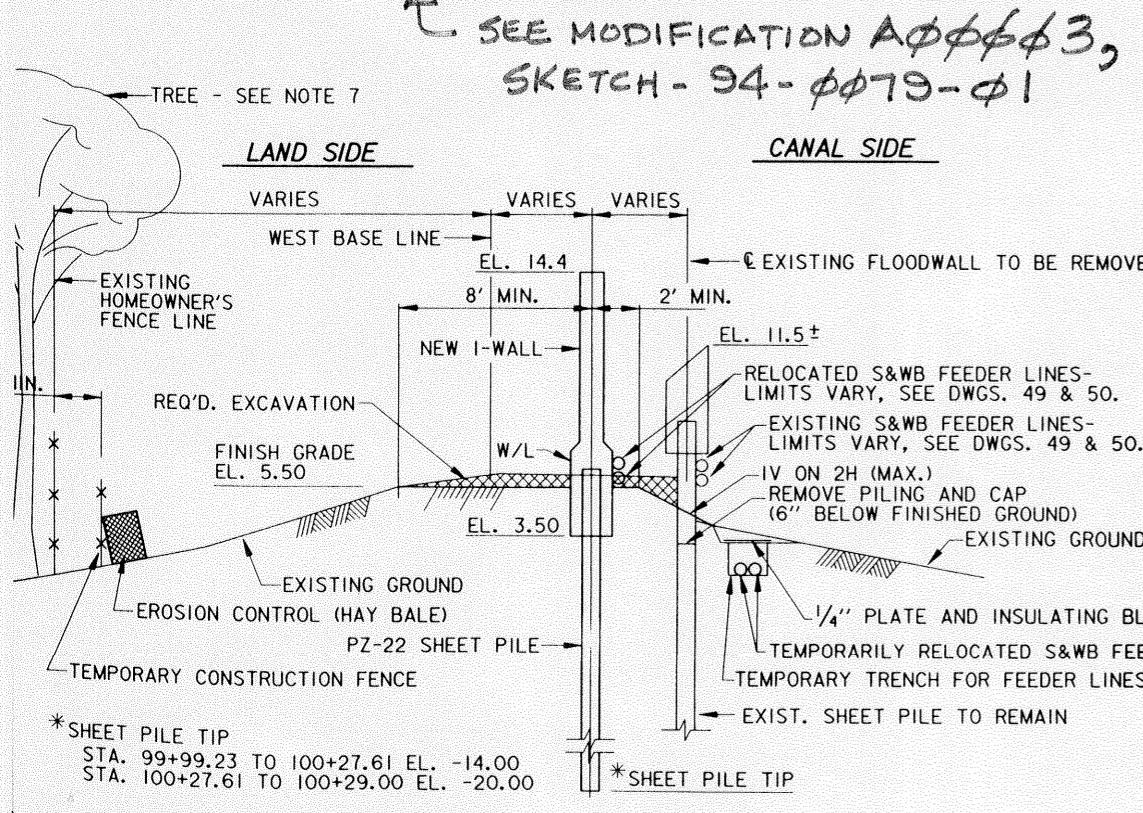 SEE MODIFICATION AØØØØ3,
SKETCH - 94-ØØ79-Ø1
TREE - SEE NOTE 7
LAND SIDE
CANAL SIDE
VARIES
VARIES
VARIES
WEST BASE LINE
EL. 14.4
℄ EXISTING FLOODWALL TO BE REMOVE
EXISTING
HOMEOWNER'S
FENCE LINE
8' MIN.
2' MIN.
NEW I-WALL
EL. 11.5±
IIN.
REQ'D. EXCAVATION
RELOCATED S&WB FEEDER LINES-
LIMITS VARY, SEE DWGS. 49 & 50.
EXISTING S&WB FEEDER LINES-
LIMITS VARY, SEE DWGS. 49 & 50.
W/L
FINISH GRADE
EL. 5.50
1V ON 2H (MAX.)
REMOVE PILING AND CAP
(6" BELOW FINISHED GROUND)
EL. 3.50
EXISTING GROUND
EXISTING GROUND
EROSION CONTROL (HAY BALE)
1/4" PLATE AND INSULATING BL
PZ-22 SHEET PILE
TEMPORARILY RELOCATED S&WB FEE
TEMPORARY CONSTRUCTION FENCE
TEMPORARY TRENCH FOR FEEDER LINES
EXIST. SHEET PILE TO REMAIN
*SHEET PILE TIP
STA. 99+99.23 TO 100+27.61 EL. -14.00
STA. 100+27.61 TO 100+29.00 EL. -20.00
*SHEET PILE TIP